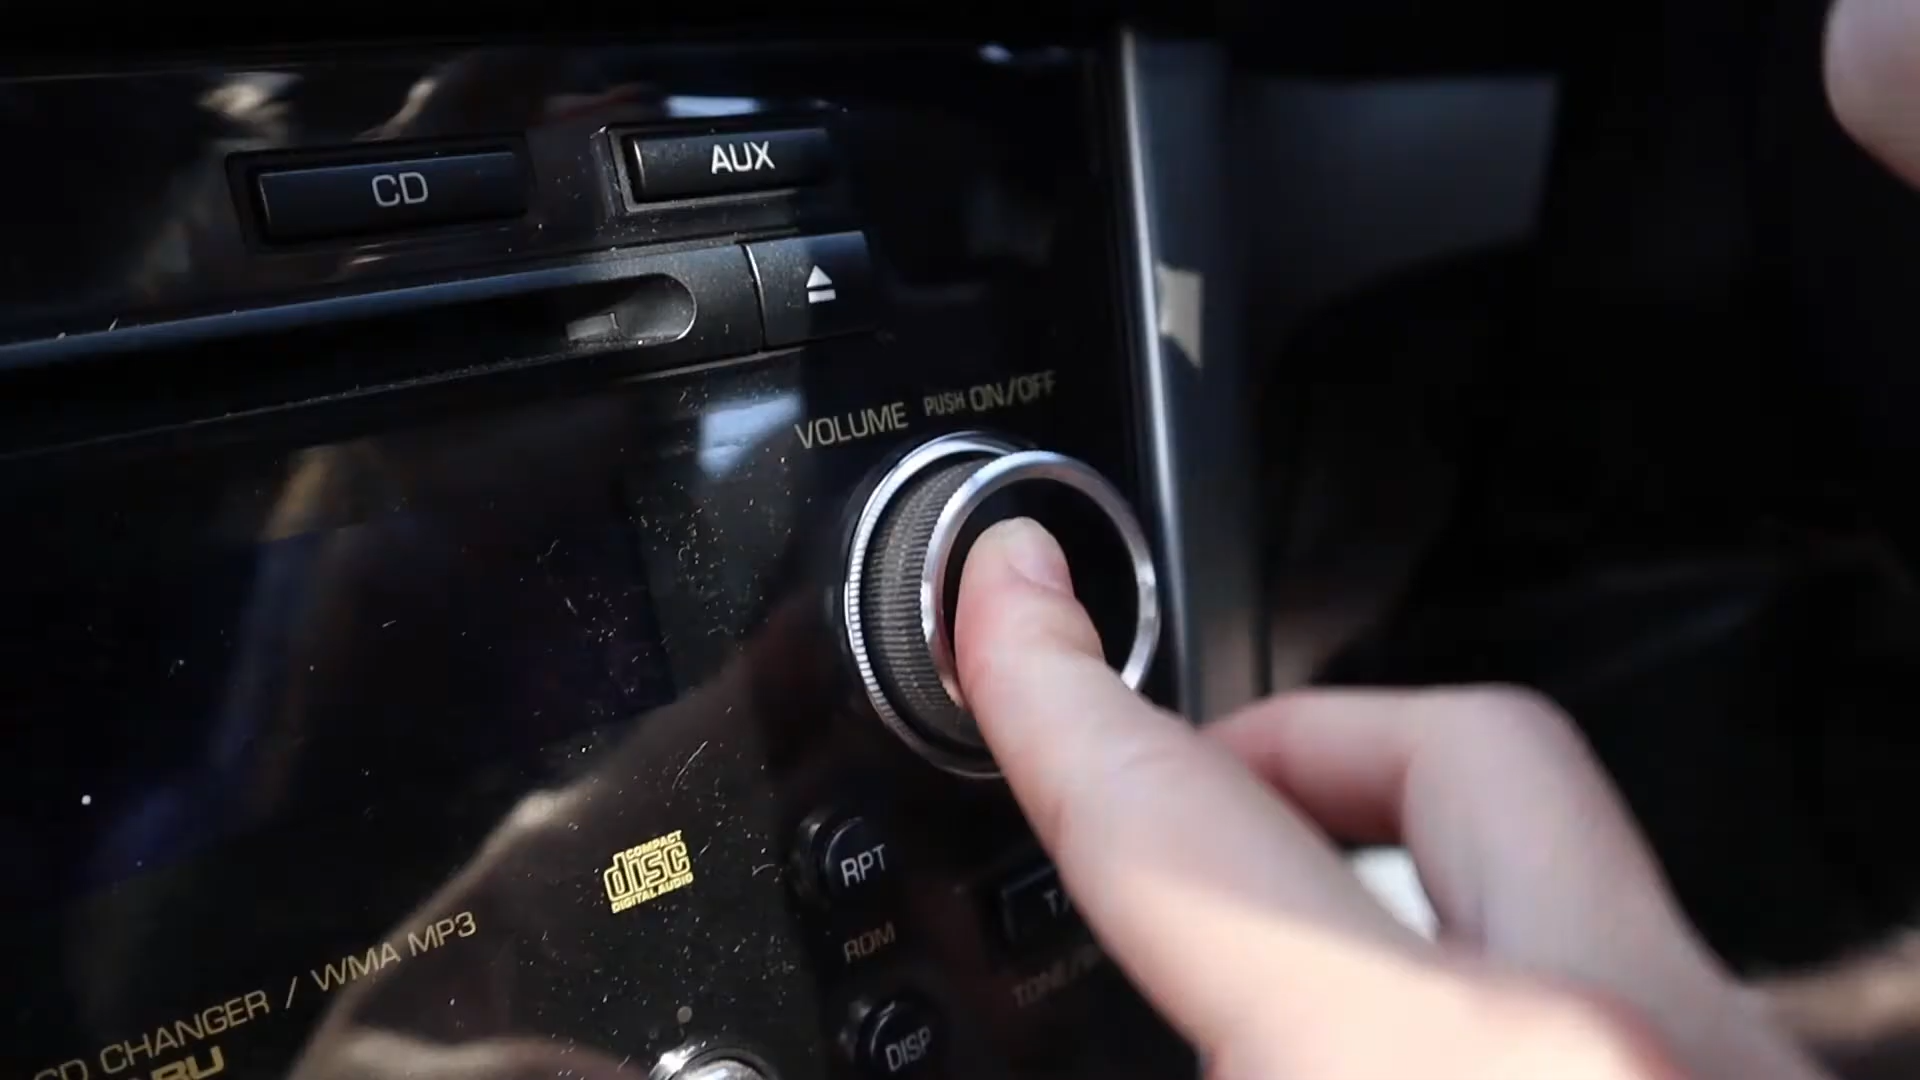 CD
AUX
VOLUME PUSH ON/OFF
COMPACT
disc
DIGITAL AUDIO
RPT
RDM
CD CHANGER / WMA MP3
DISP